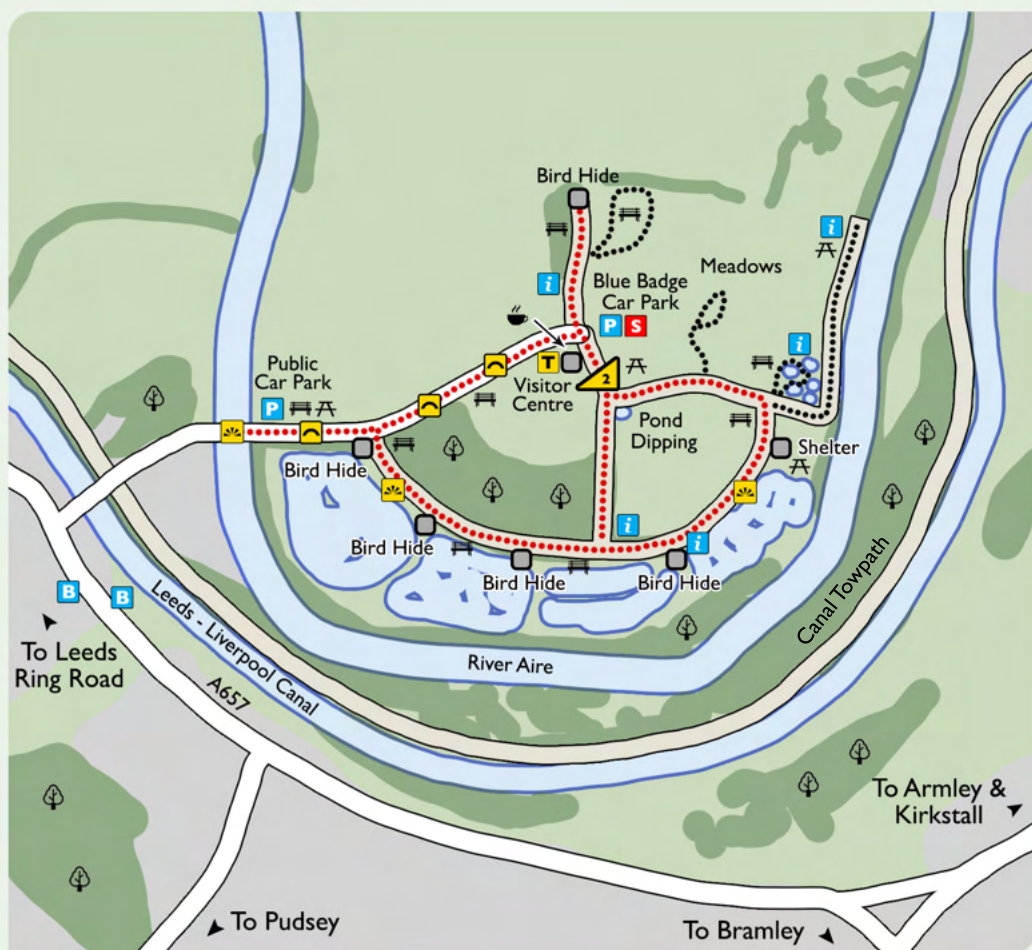 Bird Hide
i
Meadows
i
Blue Badge
Car Park
P S
i
T
Visitor
Centre
2
Public
Car Park
P
Pond
Dipping
Shelter
Bird Hide
i
i
Bird Hide
Bird Hide
Bird Hide
B
B
Leeds - Liverpool Canal
Canal Towpath
River Aire
To Leeds
Ring Road
A657
To Armley &
Kirkstall
To Pudsey
To Bramley